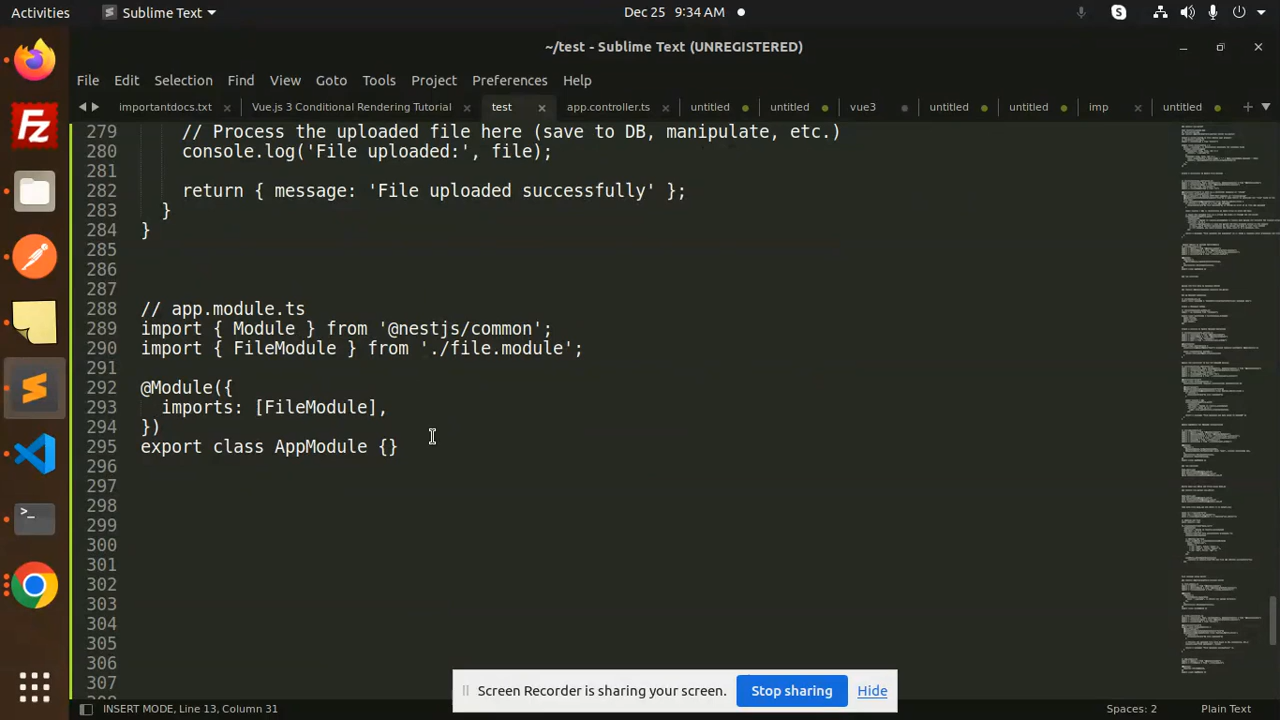 Activities
Sublime Text
Dec 25 9:34 AM
~/test - Sublime Text (UNREGISTERED)
File Edit Selection Find View Goto Tools Project Preferences Help
importantdocs.txt
Vue.js 3 Conditional Rendering Tutorial
test
app.controller.ts
untitled
untitled
vue3
untitled
untitled
imp
untitled
279 // Process the uploaded file here (save to DB, manipulate, etc.)
280 console.log('File uploaded:', file);
281
282 return { message: 'File uploaded successfully' };
283 }
284 }
285
286
287
288 // app.module.ts
289 import { Module } from '@nestjs/common';
290 import { FileModule } from './file.module';
291
292 @Module({
293 imports: [FileModule],
294 })
295 export class AppModule {}
296
297
298
299
300
301
302
303
304
305
306
307
Screen Recorder is sharing your screen.
Stop sharing
Hide
INSERT MODE, Line 13, Column 31
Spaces: 2
Plain Text